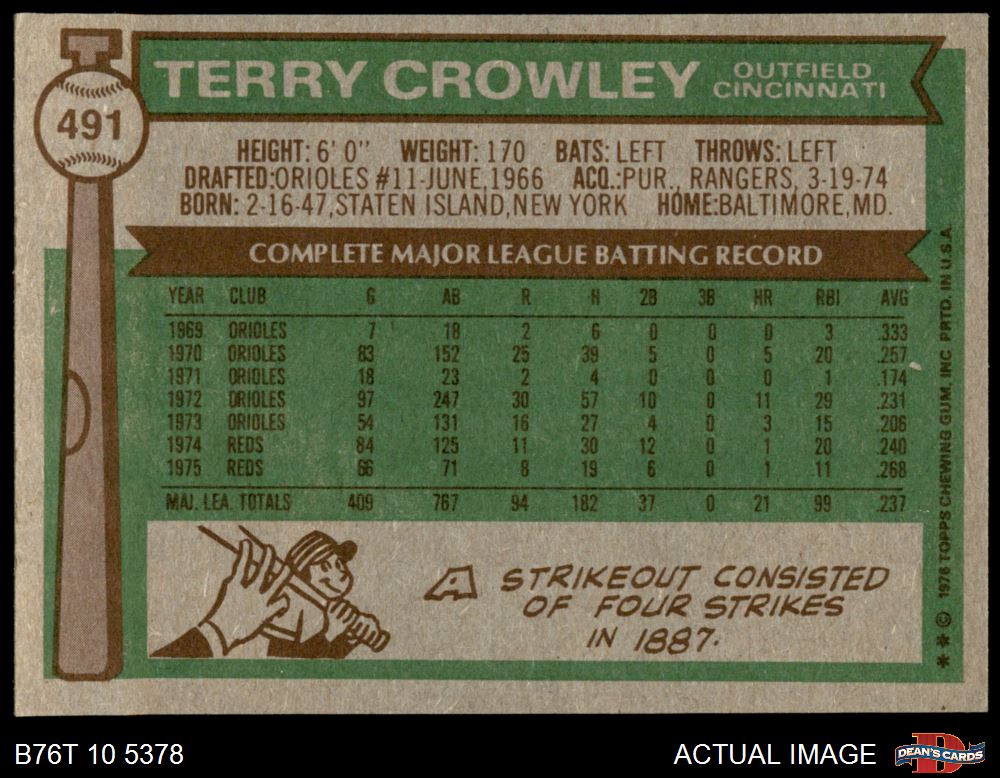 491
TERRY CROWLEY OUTFIELD CINCINNATI
HEIGHT: 6' 0" WEIGHT: 170 BATS: LEFT THROWS: LEFT
DRAFTED:ORIOLES #11-JUNE,1966 ACQ.:PUR., RANGERS, 3-19-74
BORN: 2-16-47,STATEN ISLAND,NEW YORK HOME:BALTIMORE,MD.
COMPLETE MAJOR LEAGUE BATTING RECORD
YEAR CLUB G AB R H 2B 3B HR RBI AVG
1969 ORIOLES 7 18 2 6 0 0 0 3 .333
1970 ORIOLES 83 152 25 39 5 0 5 20 .257
1971 ORIOLES 18 23 2 4 0 0 0 1 .174
1972 ORIOLES 97 247 30 57 10 0 11 29 .231
1973 ORIOLES 54 131 16 27 4 0 3 15 .206
1974 REDS 84 125 11 30 12 0 1 20 .240
1975 REDS 66 71 8 19 6 0 1 11 .268
MAJ. LEA. TOTALS 409 767 94 182 37 0 21 99 .237
A STRIKEOUT CONSISTED
OF FOUR STRIKES
IN 1887.
** © 1976 TOPPS CHEWING GUM, INC. PRTD. IN U.S.A.
B76T 10 5378
ACTUAL IMAGE
DEAN'S CARDS